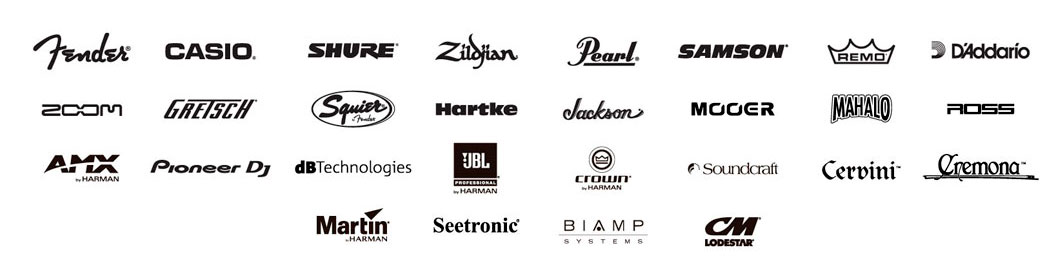 Fender® CASIO® SHURE® Zildjian Pearl® SAMSON® REMO® D'Addario
ZOOM GRETSCH® Squier® by Fender Hartke Jackson® MOOER MAHALO ROSS
AMX by HARMAN Pioneer Dj dBTechnologies JBL PROFESSIONAL by HARMAN crown® by HARMAN Soundcraft Cervini™ Cremona™
Martin® by HARMAN Seetronic® BIAMP SYSTEMS CM LODESTAR®